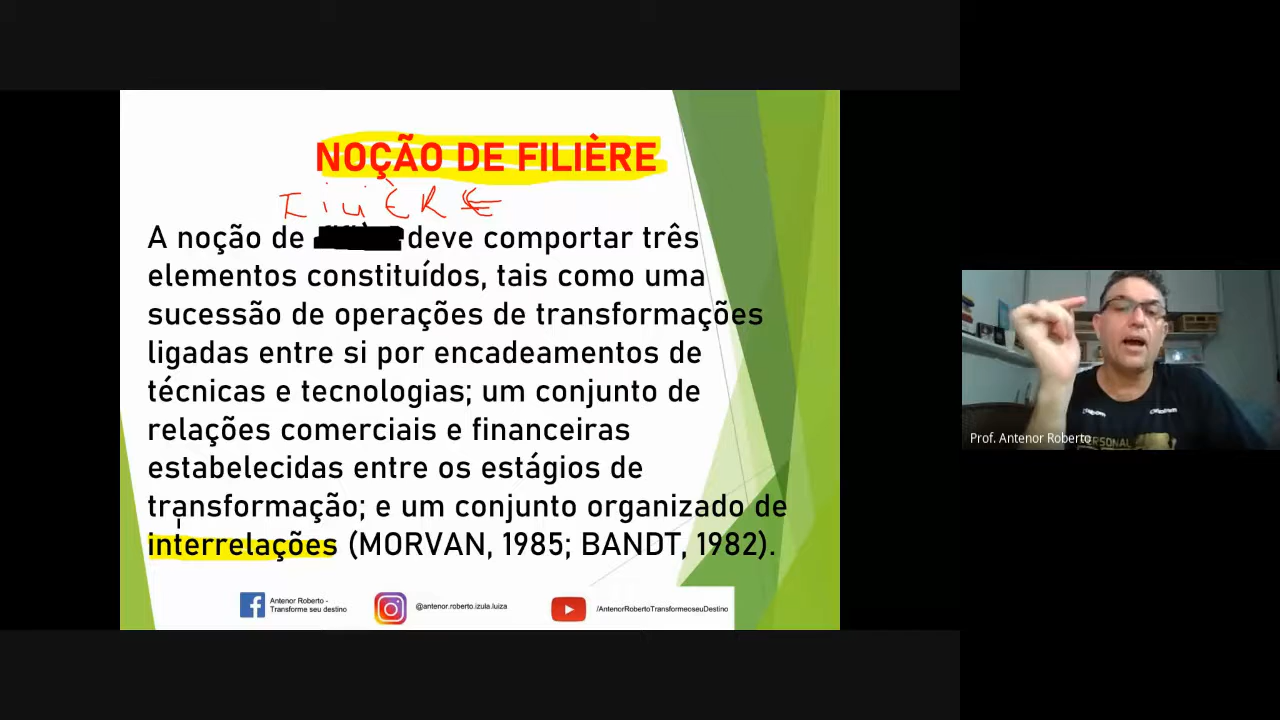 NOÇÃO DE FILIÈRE
FiliÈRE
A noção de deve comportar três
elementos constituídos, tais como uma
sucessão de operações de transformações
ligadas entre si por encadeamentos de
técnicas e tecnologias; um conjunto de
relações comerciais e financeiras
estabelecidas entre os estágios de
transformação; e um conjunto organizado de
interrelações (MORVAN, 1985; BANDT, 1982).
Antenor Roberto -
Transforme seu destino
@antenor.roberto.izula.luiza
/AntenorRobertoTransformeoseuDestino
Prof. Antenor Roberto
PERSONAL